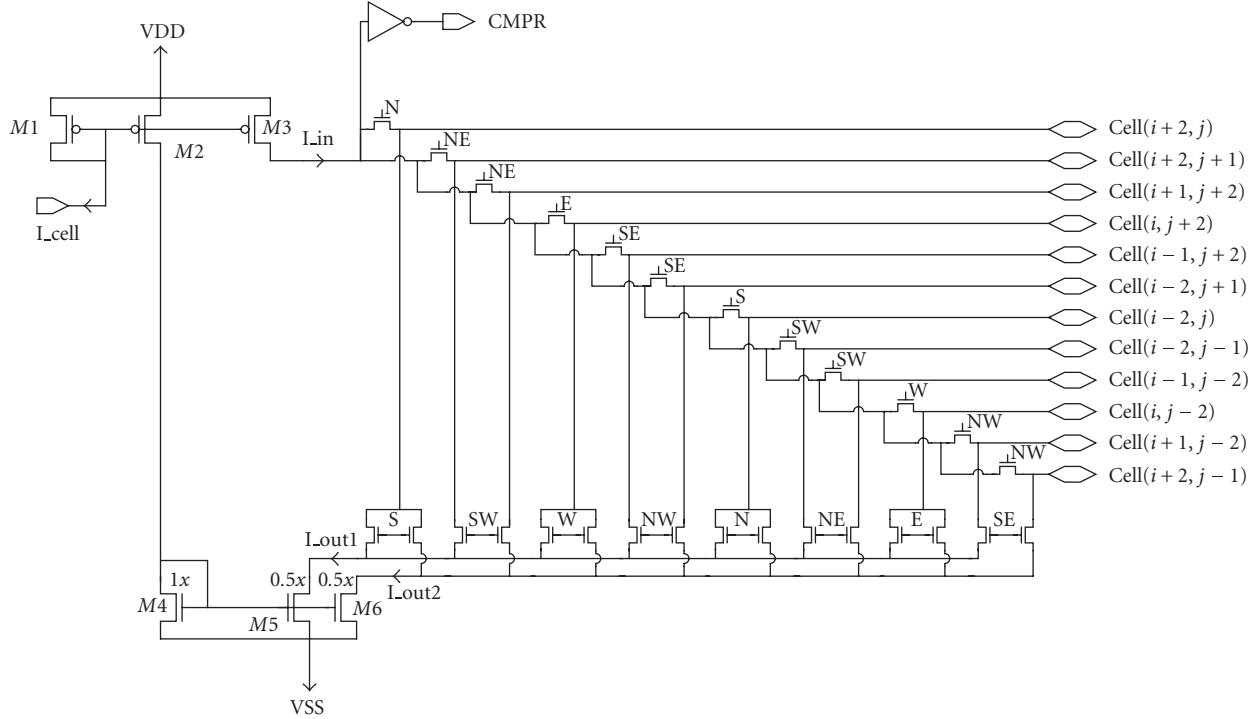 CMPR
VDD
N
Cell(i + 2, j)
M1
M3
M2
I_in
NE
Cell(i + 2, j + 1)
NE
Cell(i + 1, j + 2)
I_cell
E
Cell(i, j + 2)
SE
Cell(i − 1, j + 2)
SE
Cell(i − 2, j + 1)
S
Cell(i − 2, j)
SW
Cell(i − 2, j − 1)
SW
Cell(i − 1, j − 2)
W
Cell(i, j − 2)
NW
Cell(i + 1, j − 2)
NW
Cell(i + 2, j − 1)
S SW W NW N NE E SE
I_out1
1x 0.5x 0.5x
I_out2
M4 M5 M6
VSS